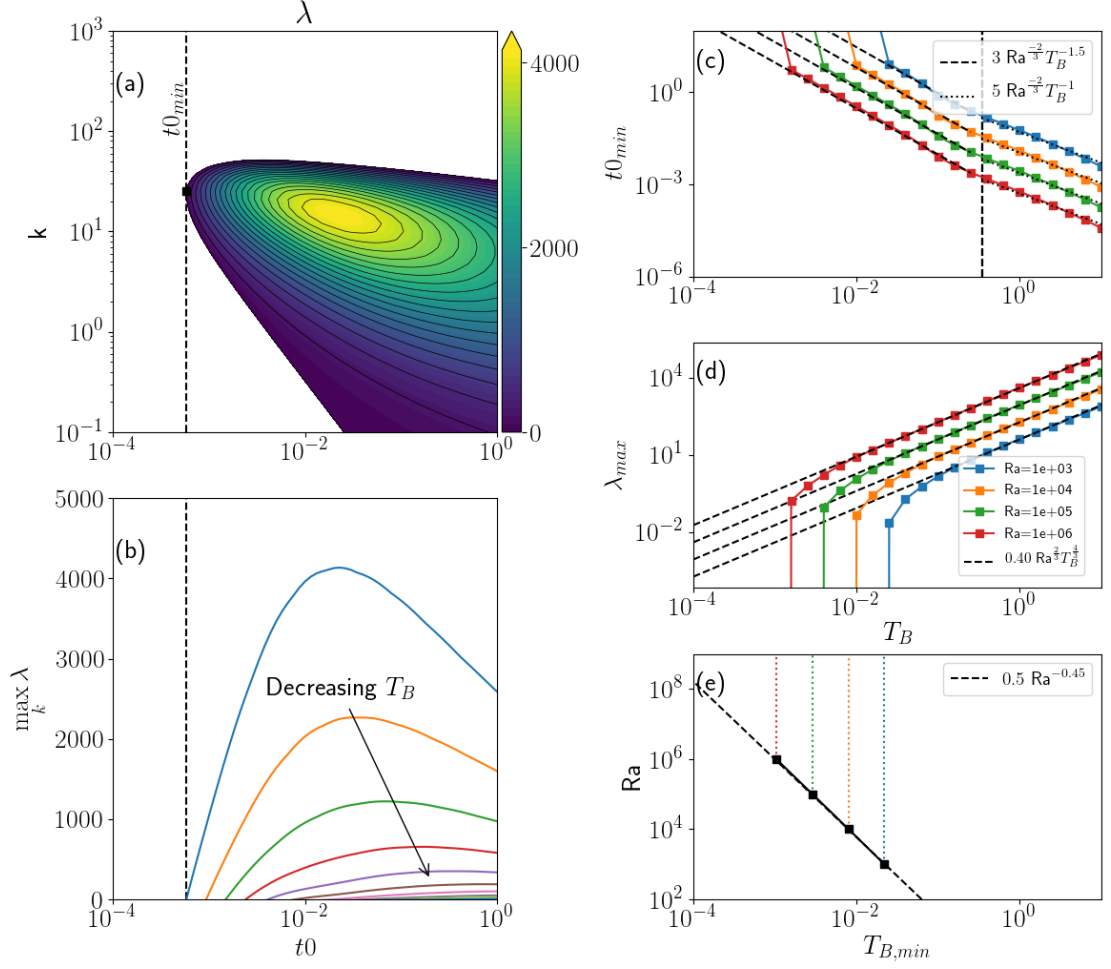 λ
(a)
t0_min
k
10^3
10^2
10^1
10^0
10^-1
10^-4
10^-2
10^0
4000
2000
0
(b)
Decreasing T_B
max λ
k
5000
4000
3000
2000
1000
0
10^-4
10^-2
10^0
t0
(c)
3 Ra^(-2/3) T_B^-1.5
5 Ra^(-2/3) T_B^-1
t0_min
10^0
10^-3
10^-6
10^-4
10^-2
10^0
(d)
λ_max
10^4
10^1
10^-2
Ra=1e+03
Ra=1e+04
Ra=1e+05
Ra=1e+06
0.40 Ra^(2/3) T_B^(4/3)
10^-4
10^-2
10^0
T_B
(e)
0.5 Ra^-0.45
Ra
10^8
10^6
10^4
10^2
10^-4
10^-2
10^0
T_B,min